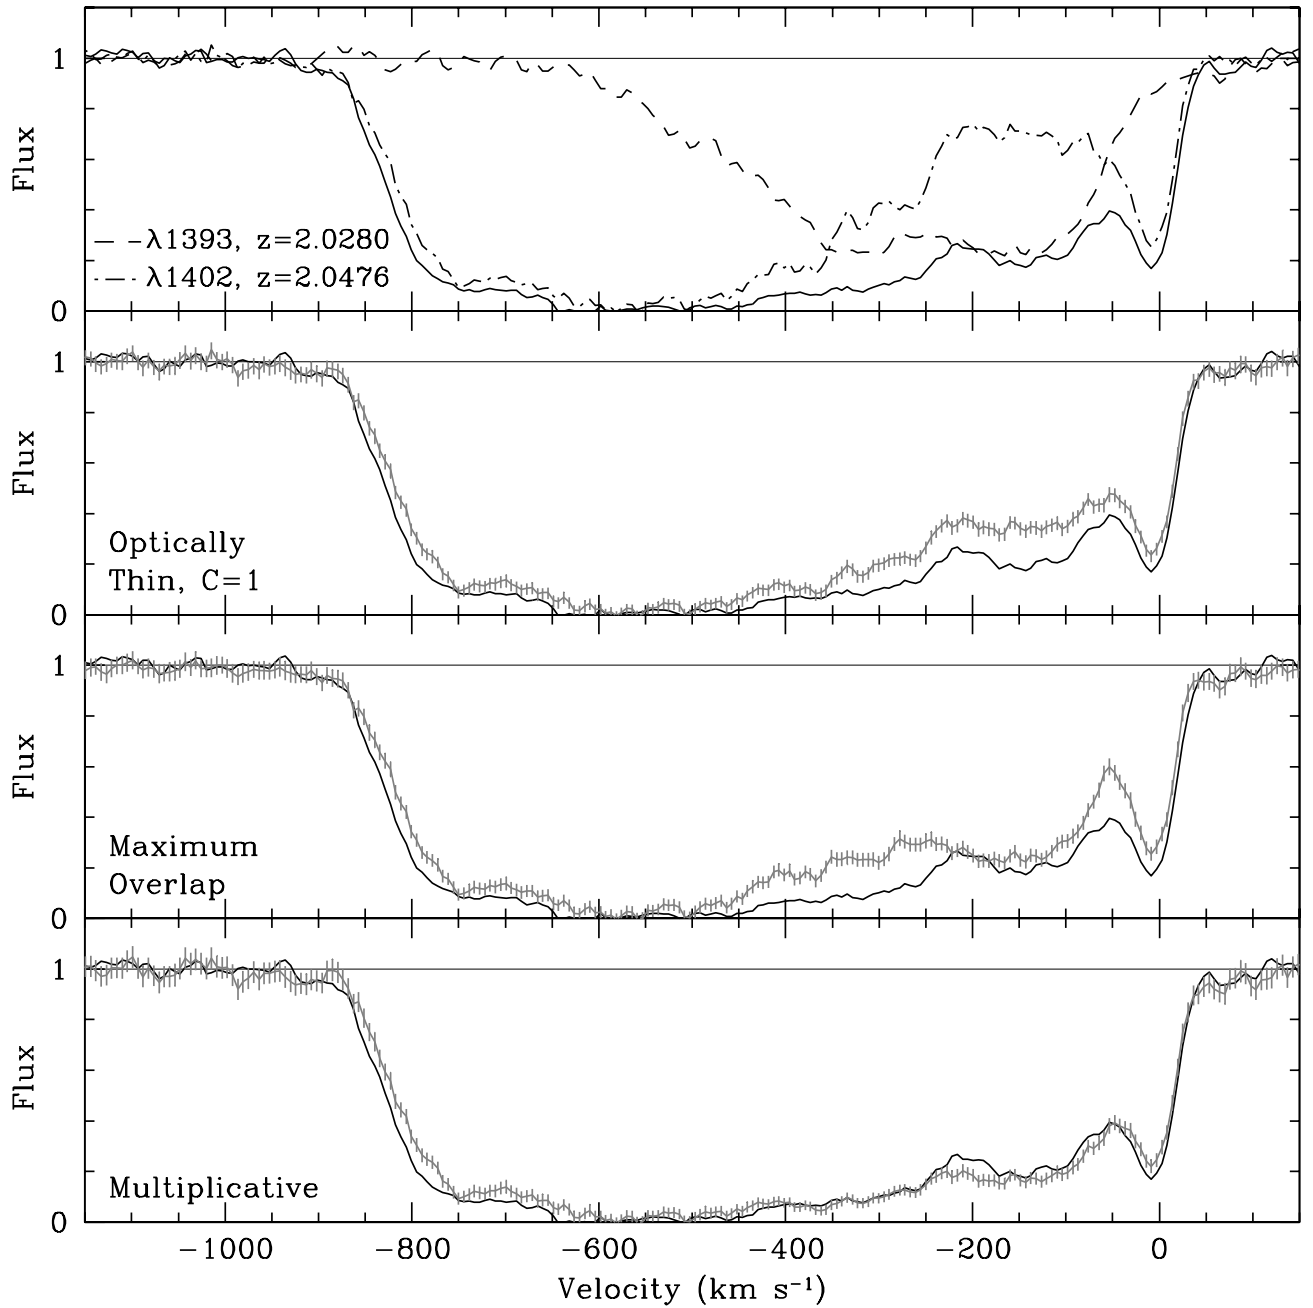 1
Flux
– –λ1393, z=2.0280
–·–·–λ1402, z=2.0476
0
1
Flux
Optically
Thin, C=1
0
1
Flux
Maximum
Overlap
0
1
Flux
Multiplicative
0
−1000 −800 −600 −400 −200 0
Velocity (km s⁻¹)